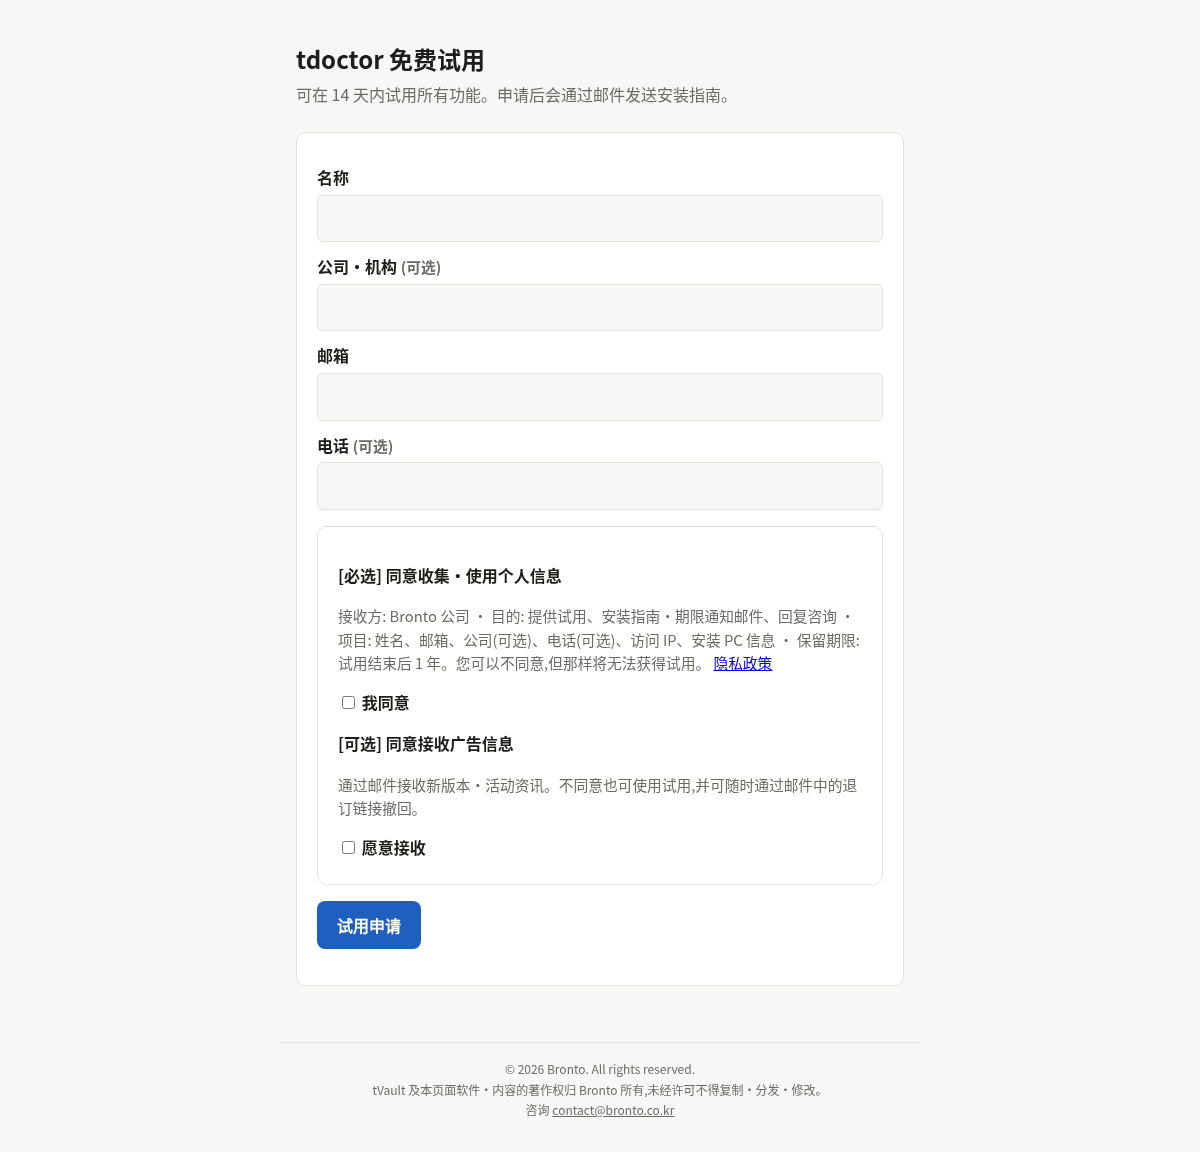 tdoctor 免费试用
可在 14 天内试用所有功能。申请后会通过邮件发送安装指南。
名称
公司・机构 (可选)
邮箱
电话 (可选)
[必选] 同意收集・使用个人信息
接收方: Bronto 公司 ・ 目的: 提供试用、安装指南・期限通知邮件、回复咨询 ・
项目: 姓名、邮箱、公司(可选)、电话(可选)、访问 IP、安装 PC 信息 ・ 保留期限:
试用结束后 1 年。您可以不同意,但那样将无法获得试用。 隐私政策
我同意
[可选] 同意接收广告信息
通过邮件接收新版本・活动资讯。不同意也可使用试用,并可随时通过邮件中的退
订链接撤回。
愿意接收
试用申请
© 2026 Bronto. All rights reserved.
tVault 及本页面软件・内容的著作权归 Bronto 所有,未经许可不得复制・分发・修改。
咨询 contact@bronto.co.kr